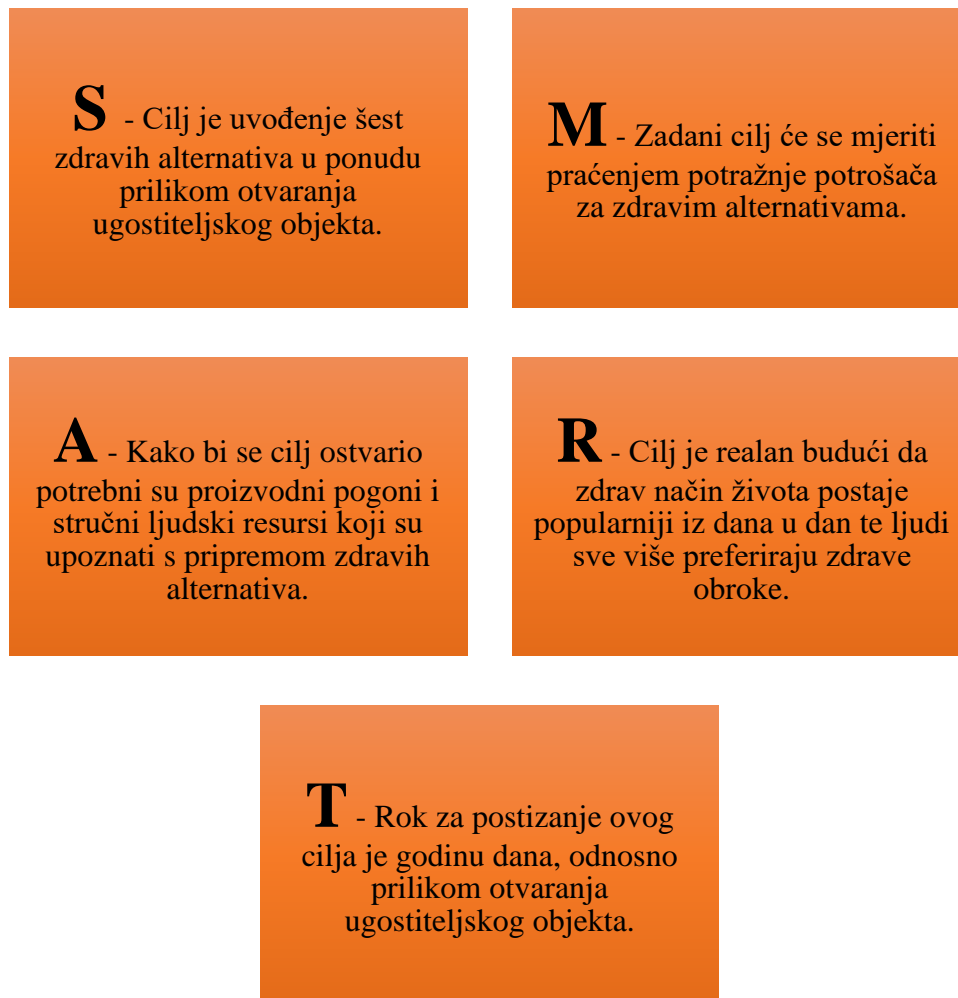 S - Cilj je uvođenje šest
zdravih alternativa u ponudu
prilikom otvaranja
ugostiteljskog objekta.
M - Zadani cilj će se mjeriti
praćenjem potražnje potrošača
za zdravim alternativama.
A - Kako bi se cilj ostvario
potrebni su proizvodni pogoni i
stručni ljudski resursi koji su
upoznati s pripremom zdravih
alternativa.
R - Cilj je realan budući da
zdrav način života postaje
popularniji iz dana u dan te ljudi
sve više preferiraju zdrave
obroke.
T - Rok za postizanje ovog
cilja je godinu dana, odnosno
prilikom otvaranja
ugostiteljskog objekta.